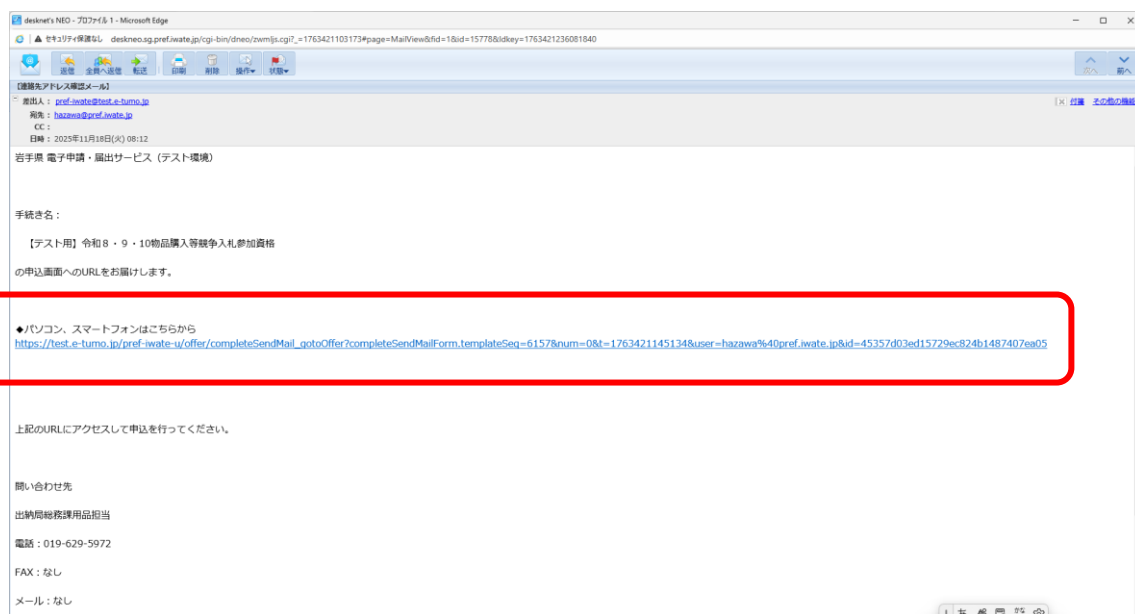 desknet's NEO - プロファイル 1 - Microsoft Edge
セキュリティ保護なし deskneo.sg.pref.iwate.jp/cgi-bin/dneo/zwmljs.cgi?_=1763421103173#page=MailView&fid=1&id=15778&ldkey=1763421236081840
返信 全員へ返信 転送 印刷 削除 操作▾ 状態▾ 次へ 前へ
【連絡先アドレス確認メール】
差出人： pref-iwate@test.e-tumo.jp 付箋 その他の機能
宛先： hazawa@pref.iwate.jp
CC：
日時： 2025年11月18日(火) 08:12
岩手県 電子申請・届出サービス（テスト環境）
手続き名：
【テスト用】令和８・９・10物品購入等競争入札参加資格
の申込画面へのURLをお届けします。
◆パソコン、スマートフォンはこちらから
https://test.e-tumo.jp/pref-iwate-u/offer/completeSendMail_gotoOffer?completeSendMailForm.templateSeq=6157&num=0&t=1763421145134&user=hazawa%40pref.iwate.jp&id=45357d03ed15729ec824b1487407ea05
上記のURLにアクセスして申込を行ってください。
問い合わせ先
出納局総務課用品担当
電話：019-629-5972
FAX：なし
メール：なし